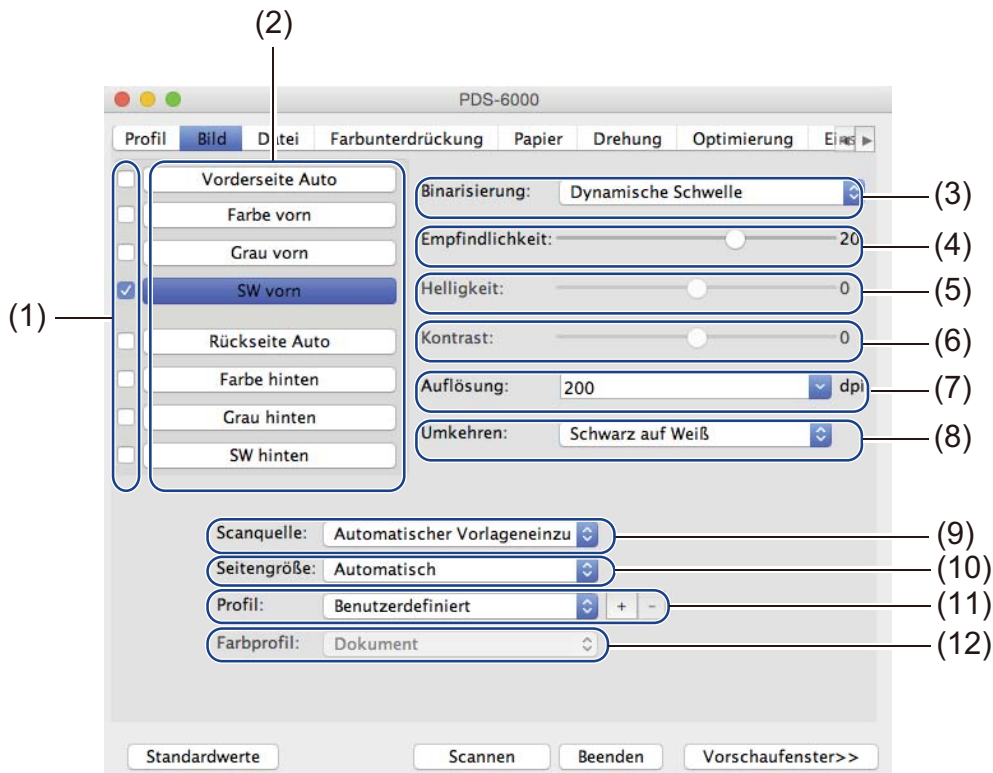 (2)
PDS-6000
Profil Bild Datei Farbunterdrückung Papier Drehung Optimierung
Vorderseite Auto
Farbe vorn
Grau vorn
SW vorn
Rückseite Auto
Farbe hinten
Grau hinten
SW hinten
(1)
Binarisierung: Dynamische Schwelle (3)
Empfindlichkeit: 20 (4)
Helligkeit: 0 (5)
Kontrast: 0 (6)
Auflösung: 200 dpi (7)
Umkehren: Schwarz auf Weiß (8)
Scanquelle: Automatischer Vorlageneinzu (9)
Seitengröße: Automatisch (10)
Profil: Benutzerdefiniert + - (11)
Farbprofil: Dokument (12)
Standardwerte Scannen Beenden Vorschaufenster>>